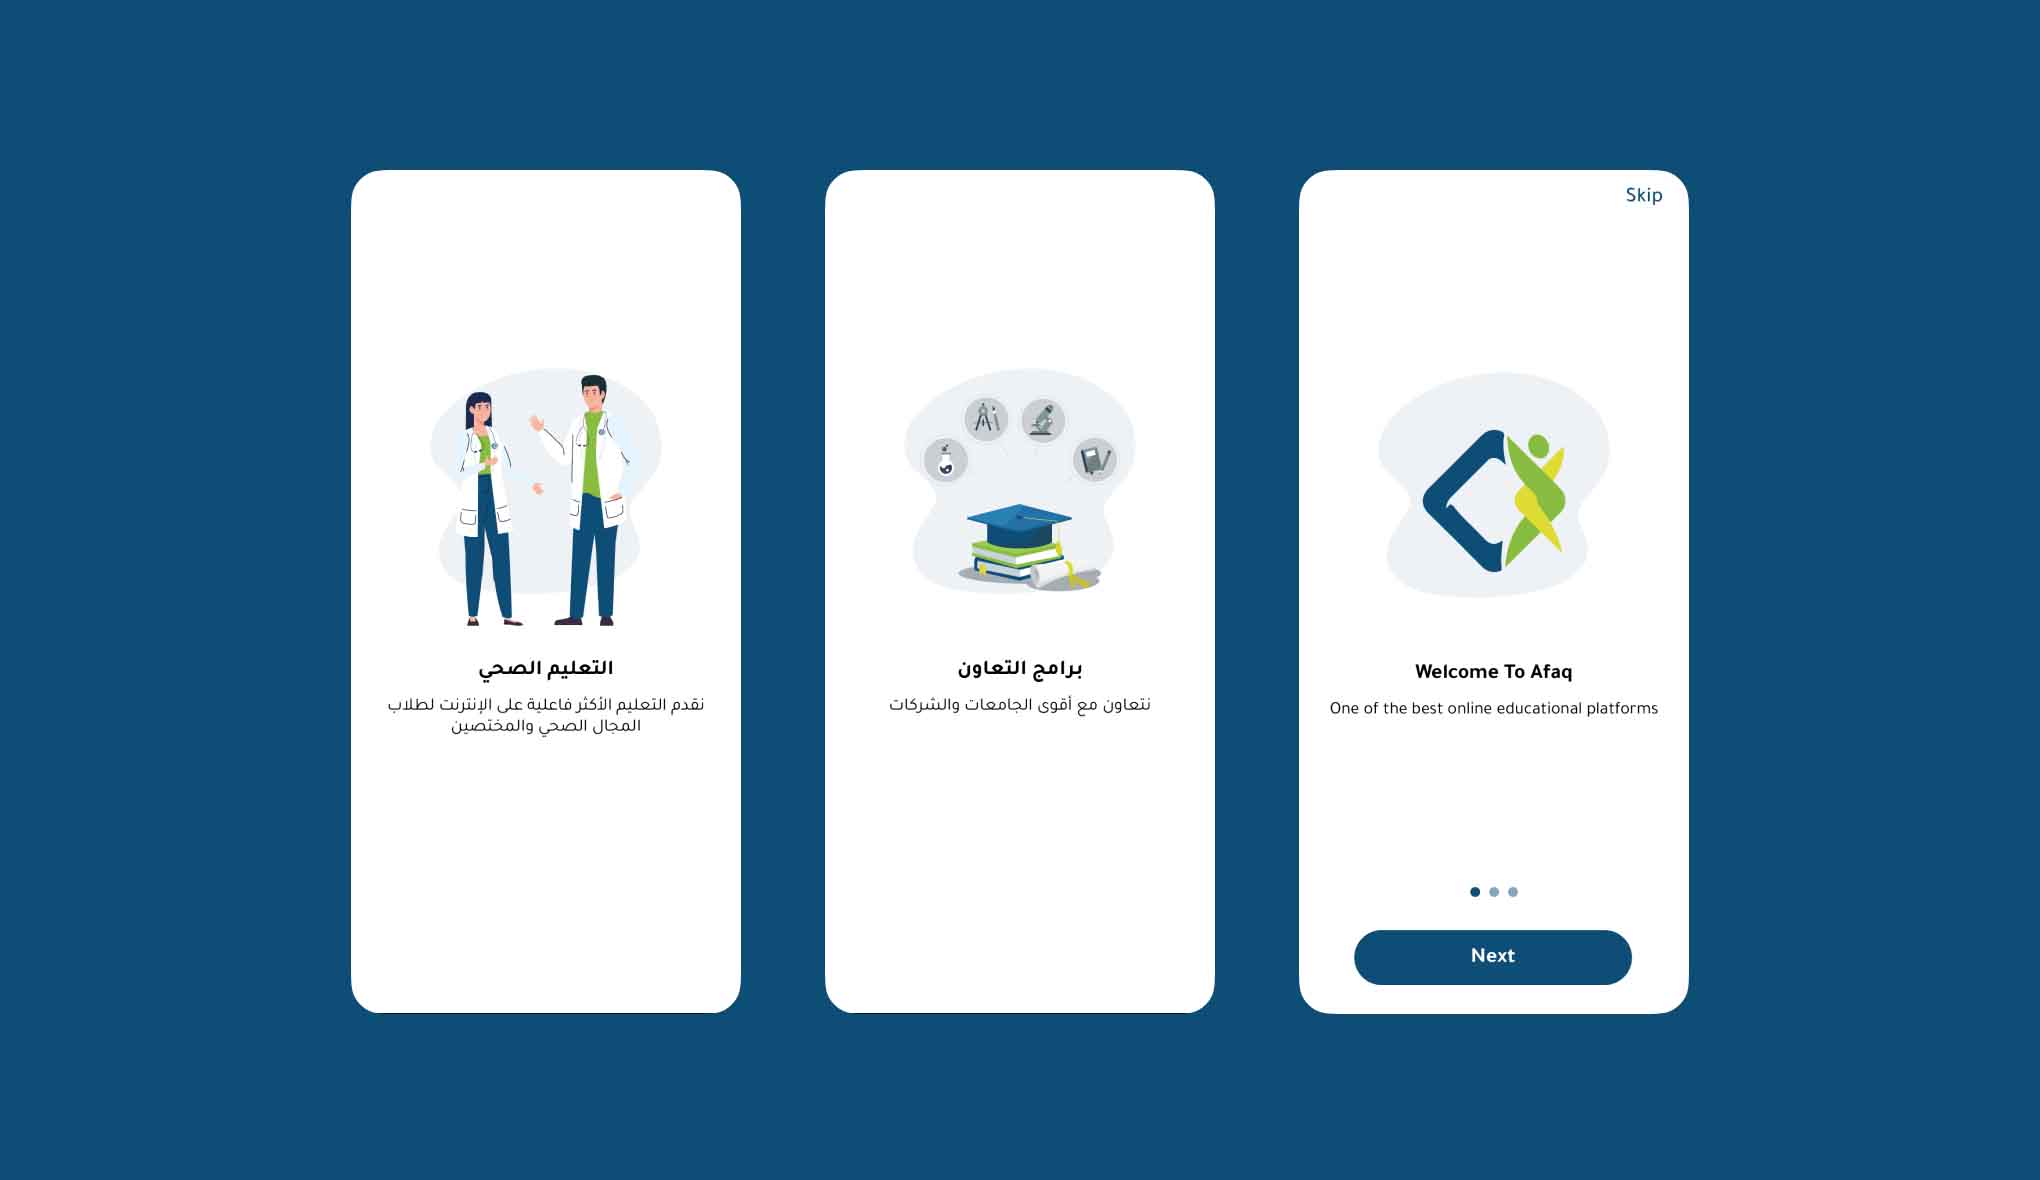 التعليم الصحي
نقدم التعليم الأكثر فاعلية على الإنترنت لطلاب
المجال الصحي والمختصين
برامج التعاون
نتعاون مع أقوى الجامعات والشركات
Skip
Welcome To Afaq
One of the best online educational platforms
Next